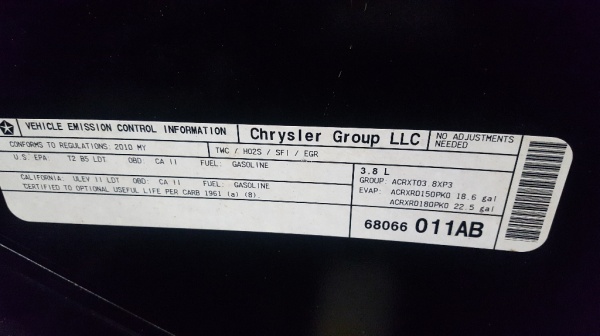 VEHICLE EMISSION CONTROL INFORMATION Chrysler Group LLC NO ADJUSTMENTS NEEDED
CONFORMS TO REGULATIONS: 2010 MY TWC / HO2S / SFI / EGR
U.S. EPA: T2 B5 LDT OBD: CA II FUEL: GASOLINE
CALIFORNIA: ULEV II LDT OBD: CA II FUEL: GASOLINE
CERTIFIED TO OPTIONAL USEFUL LIFE PER CARB 1961 (a) (8).
3.8 L
GROUP: ACRXT03.8XP3
EVAP: ACRXR0150PK0 18.6 gal
ACRXR0180PK0 22.5 gal
68066 011AB